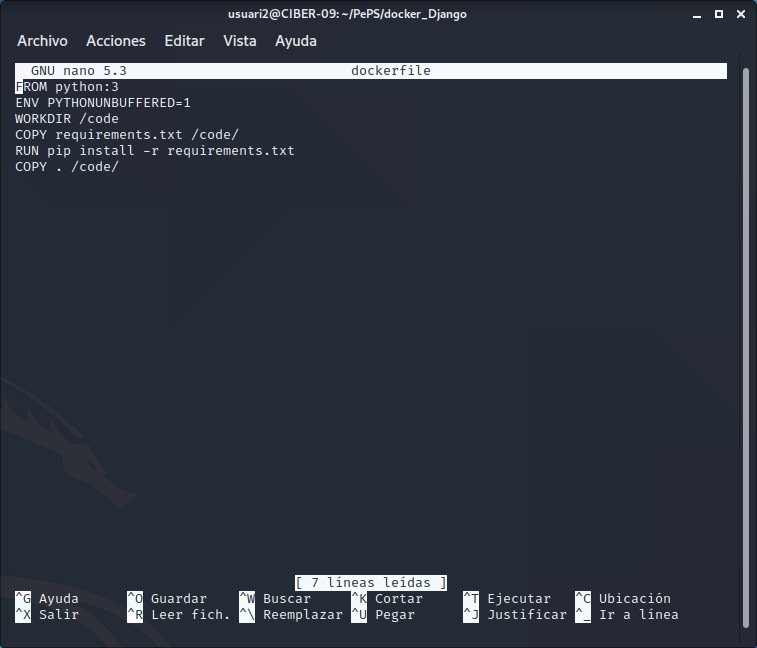 usuari2@CIBER-09: ~/PePS/docker_Django
Archivo Acciones Editar Vista Ayuda
GNU nano 5.3 dockerfile
FROM python:3
ENV PYTHONUNBUFFERED=1
WORKDIR /code
COPY requirements.txt /code/
RUN pip install -r requirements.txt
COPY . /code/
[ 7 líneas leídas ]
^G Ayuda ^O Guardar ^W Buscar ^K Cortar ^T Ejecutar ^C Ubicación
^X Salir ^R Leer fich. ^\ Reemplazar ^U Pegar ^J Justificar ^_ Ir a línea